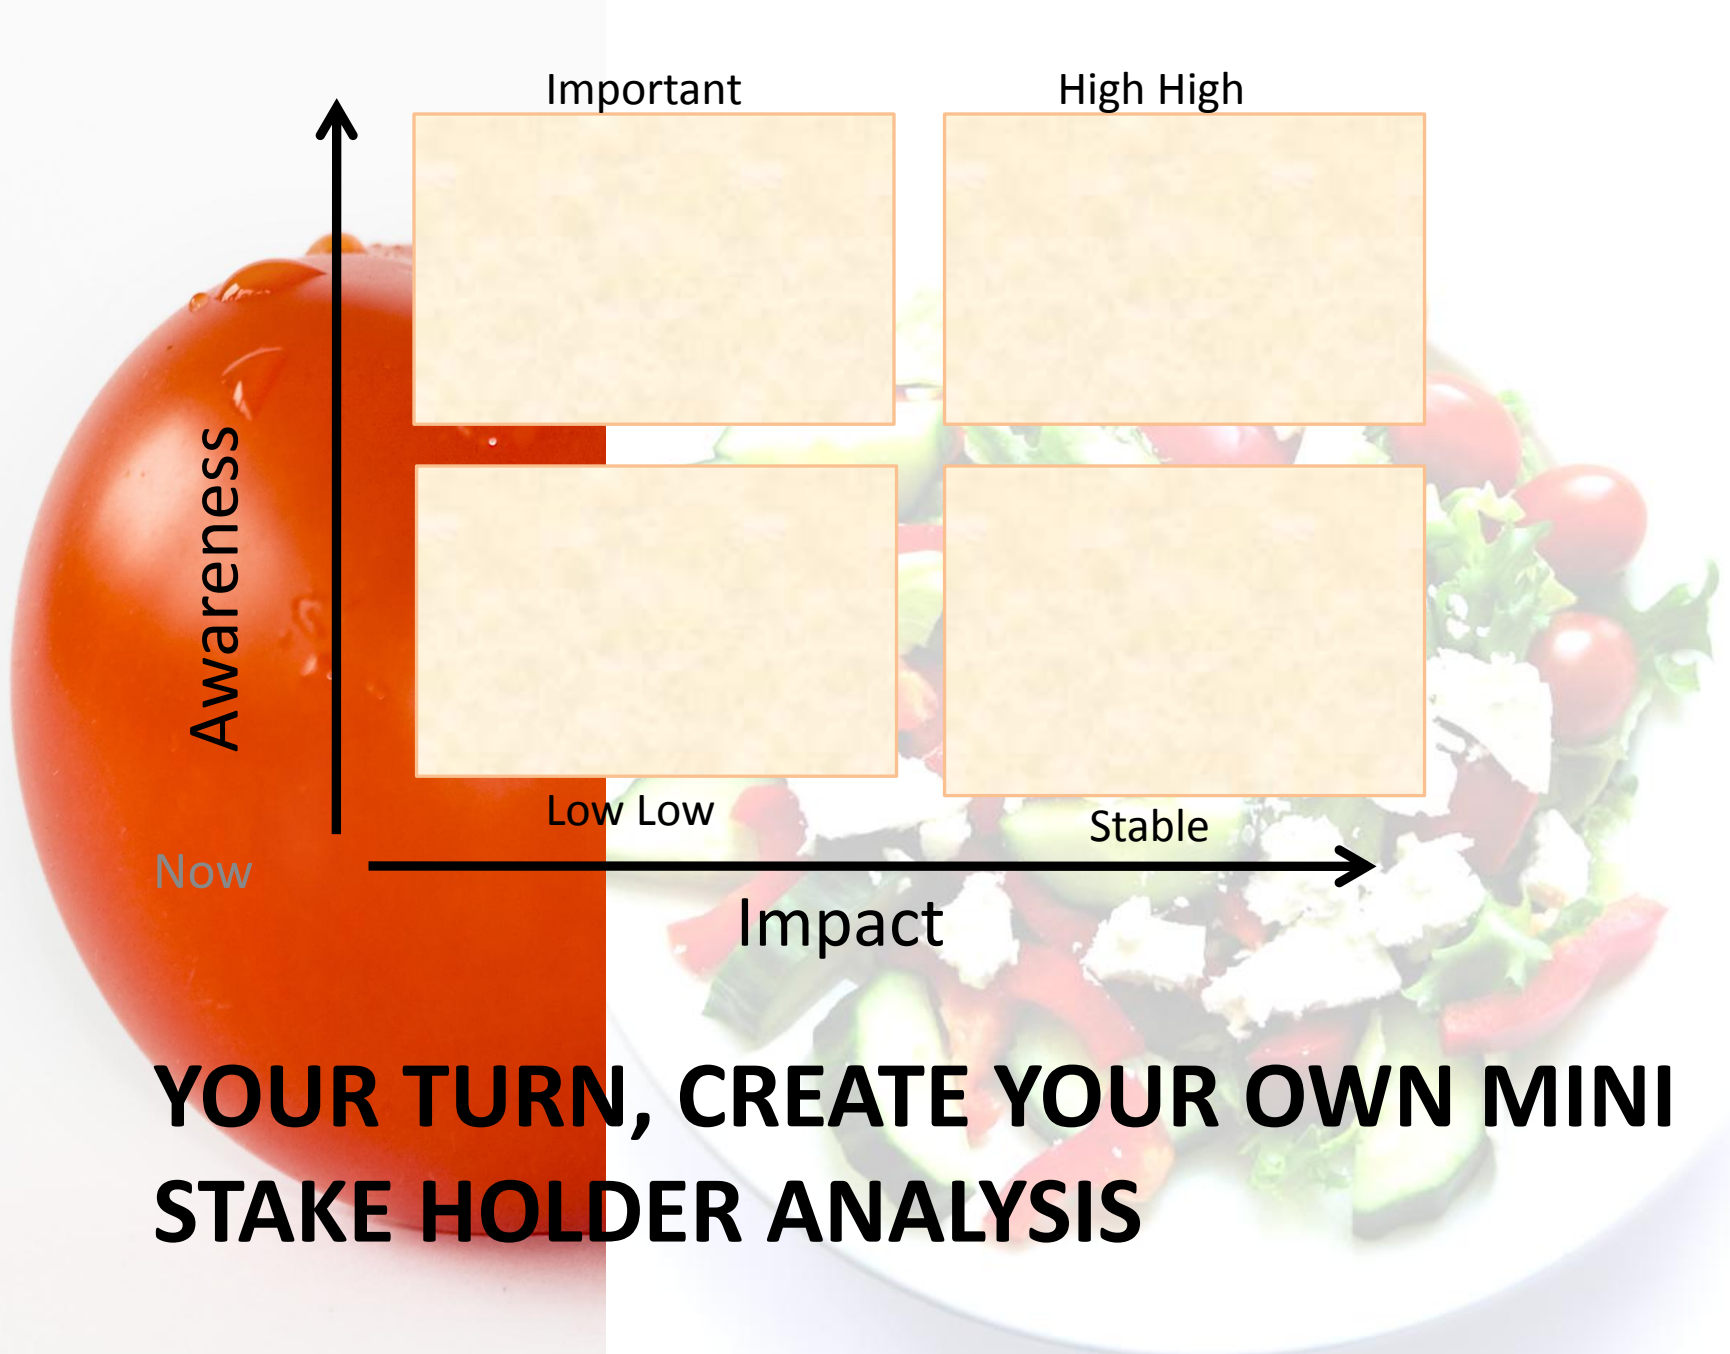 Important
High High
Awareness
Low Low
Stable
Now
Impact
YOUR TURN, CREATE YOUR OWN MINI
STAKE HOLDER ANALYSIS